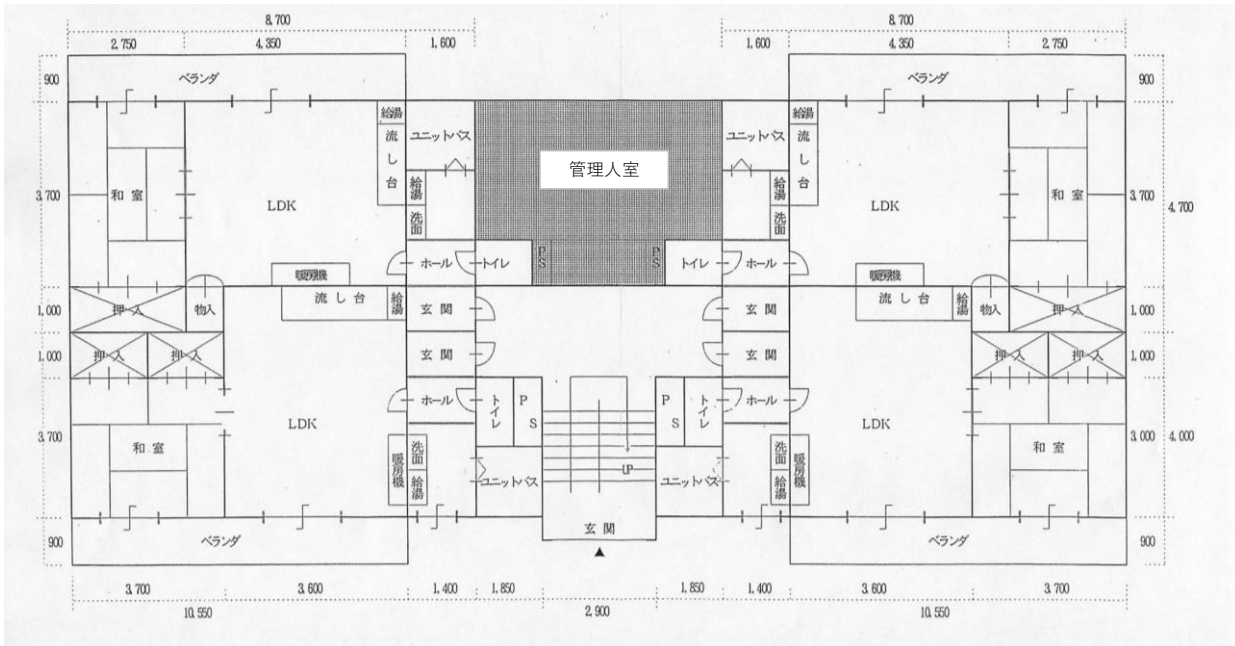 8,700
8,700
2,750
4,350
1,600
1,600
4,350
2,750
900
ベランダ
ベランダ
900
給湯
ユニットバス
ユニットバス
給湯
流し台
流し台
管理人室
3,700
和室
LDK
給湯
給湯
LDK
和室
3,700
4,700
洗面
洗面
暖房機
ホール
トイレ
PS
PS
トイレ
ホール
暖房機
1,000
押入
物入
流し台
給湯
玄関
玄関
流し台
給湯
物入
押入
1,000
1,000
押入
押入
玄関
玄関
押入
押入
1,000
ホール
トイレ
PS
PS
トイレ
ホール
3,700
和室
LDK
LDK
和室
3,000
4,000
暖房機
洗面
給湯
ユニットバス
UP
ユニットバス
洗面
給湯
暖房機
900
ベランダ
玄関
ベランダ
900
▲
3,700
3,600
1,400
1,850
1,850
1,400
3,600
3,700
10,550
2,900
10,550